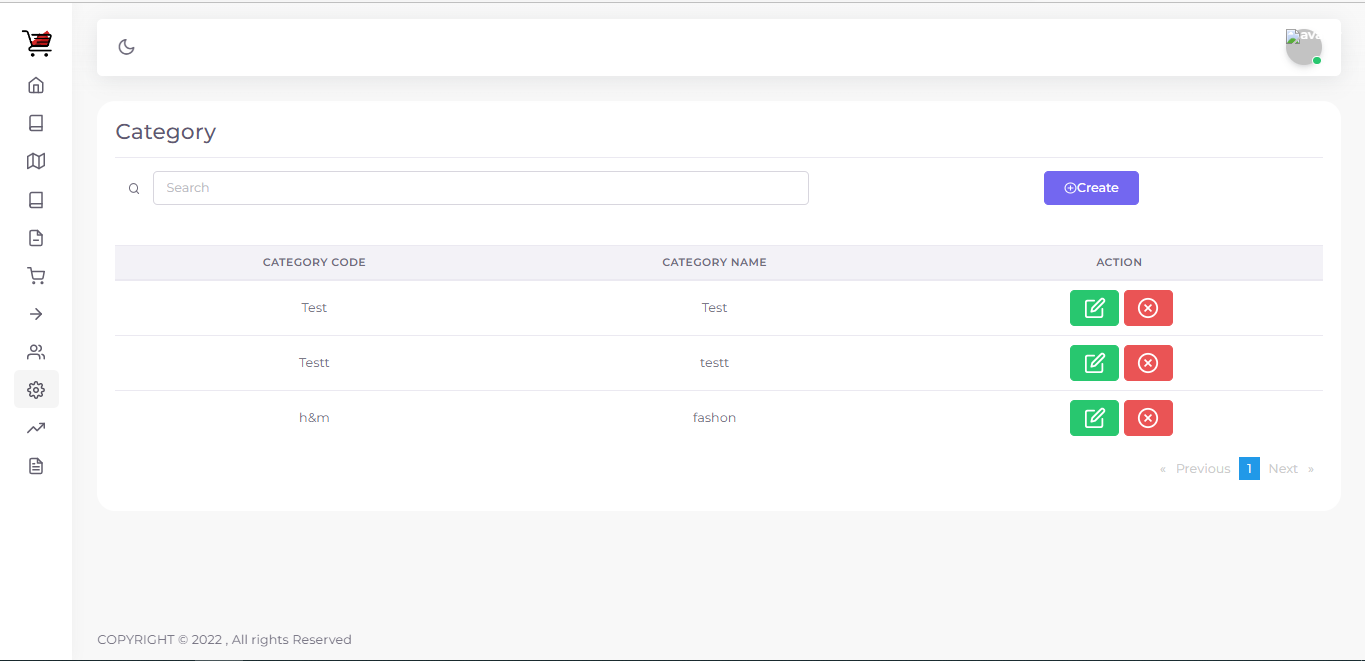 ava
Category
Search
Create
CATEGORY CODE CATEGORY NAME ACTION
Test Test
Testt testt
h&m fashon
« Previous 1 Next »
COPYRIGHT © 2022 , All rights Reserved